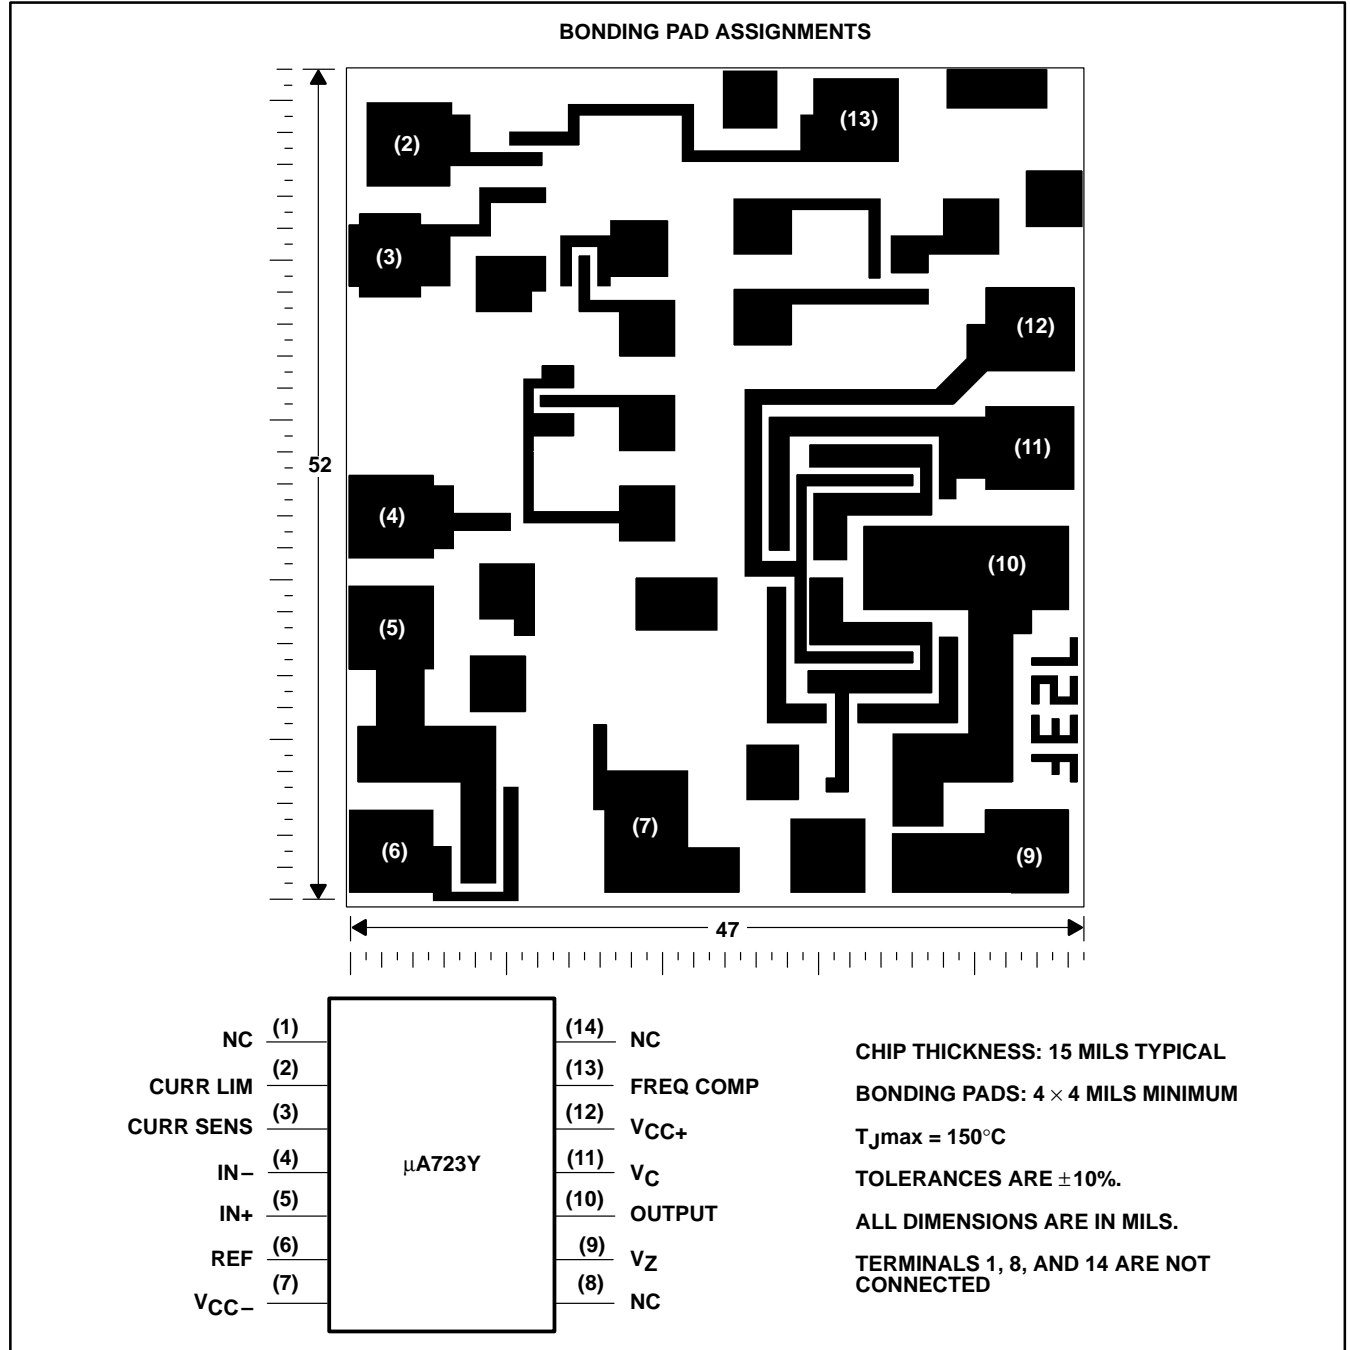 BONDING PAD ASSIGNMENTS
(2)
(13)
(3)
(12)
(11)
52
(4)
(10)
(5)
723F
(7)
(6)
(9)
47
NC (1)
CURR LIM (2)
CURR SENS (3)
IN− (4)
IN+ (5)
REF (6)
VCC− (7)
μA723Y
(14) NC
(13) FREQ COMP
(12) VCC+
(11) VC
(10) OUTPUT
(9) VZ
(8) NC
CHIP THICKNESS: 15 MILS TYPICAL
BONDING PADS: 4 × 4 MILS MINIMUM
TJmax = 150°C
TOLERANCES ARE ±10%.
ALL DIMENSIONS ARE IN MILS.
TERMINALS 1, 8, AND 14 ARE NOT
CONNECTED